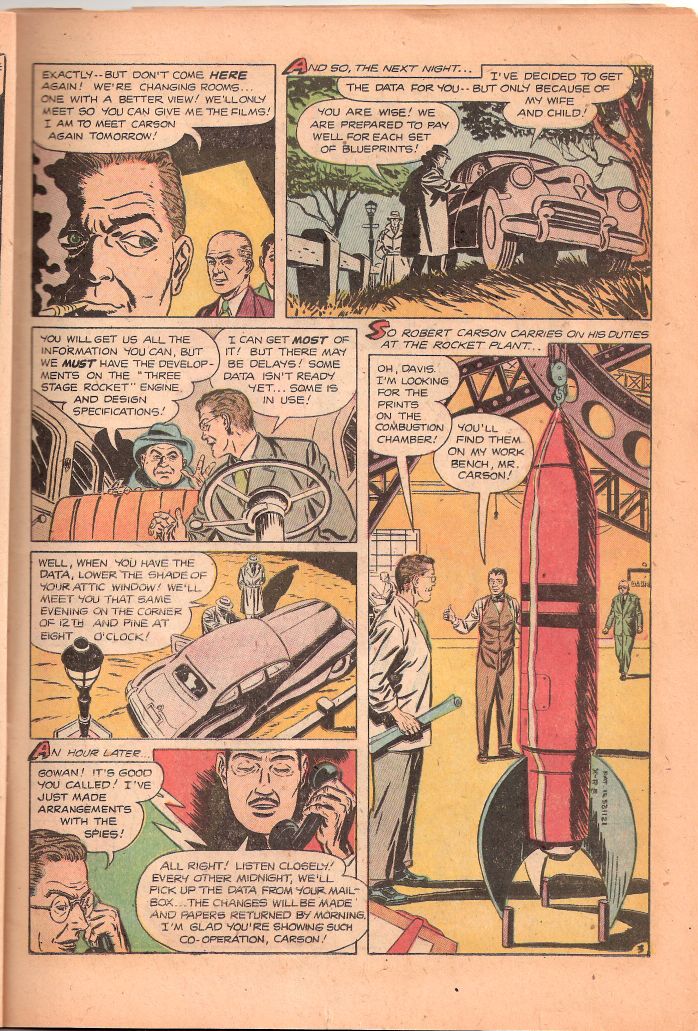 EXACTLY--BUT DON'T COME HERE
AGAIN! WE'RE CHANGING ROOMS...
ONE WITH A BETTER VIEW! WE'LL ONLY
MEET SO YOU CAN GIVE ME THE FILMS!
I AM TO MEET CARSON
AGAIN TOMORROW!
AND SO, THE NEXT NIGHT...
I'VE DECIDED TO GET
THE DATA FOR YOU--BUT ONLY BECAUSE OF
MY WIFE
AND CHILD!
YOU ARE WISE! WE
ARE PREPARED TO PAY
WELL FOR EACH SET
OF BLUEPRINTS!
YOU WILL GET US ALL THE
INFORMATION YOU CAN, BUT
WE MUST HAVE THE DEVELOP-
MENTS ON THE "THREE
STAGE ROCKET" ENGINE,
AND DESIGN
SPECIFICATIONS!
I CAN GET MOST OF
IT! BUT THERE MAY
BE DELAYS! SOME
DATA ISN'T READY
YET... SOME IS
IN USE!
WELL, WHEN YOU HAVE THE
DATA, LOWER THE SHADE OF
YOUR ATTIC WINDOW! WE'LL
MEET YOU THAT SAME
EVENING ON THE CORNER
OF 12TH AND PINE AT
EIGHT O'CLOCK!
AN HOUR LATER...
GOWAN! IT'S GOOD
YOU CALLED! I'VE
JUST MADE
ARRANGEMENTS
WITH THE
SPIES!
ALL RIGHT! LISTEN CLOSELY!
EVERY OTHER MIDNIGHT, WE'LL
PICK UP THE DATA FROM YOUR MAIL-
BOX...THE CHANGES WILL BE MADE
AND PAPERS RETURNED BY MORNING.
I'M GLAD YOU'RE SHOWING SUCH
CO-OPERATION, CARSON!
SO ROBERT CARSON CARRIES ON HIS DUTIES
AT THE ROCKET PLANT...
OH, DAVIS.
I'M LOOKING
FOR THE
PRINTS
ON THE
COMBUSTION
CHAMBER!
YOU'LL
FIND THEM
ON MY WORK
BENCH, MR.
CARSON!
3